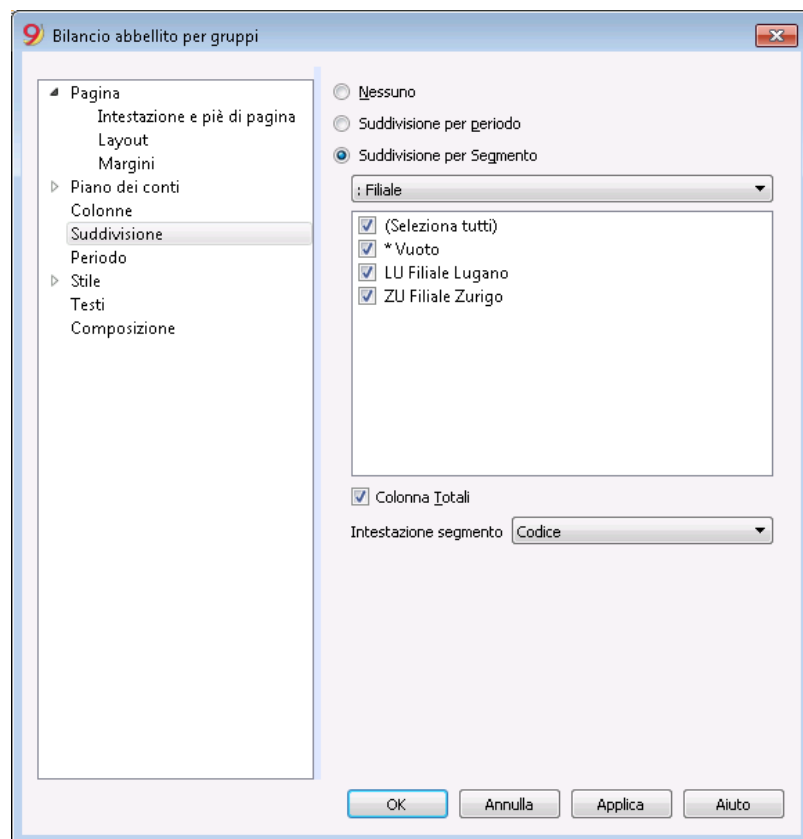 9 Bilancio abbellito per gruppi
Pagina
Intestazione e piè di pagina
Layout
Margini
Piano dei conti
Colonne
Suddivisione
Periodo
Stile
Testi
Composizione
Nessuno
Suddivisione per periodo
Suddivisione per Segmento
: Filiale
(Seleziona tutti)
* Vuoto
LU Filiale Lugano
ZU Filiale Zurigo
Colonna Totali
Intestazione segmento Codice
OK Annulla Applica Aiuto